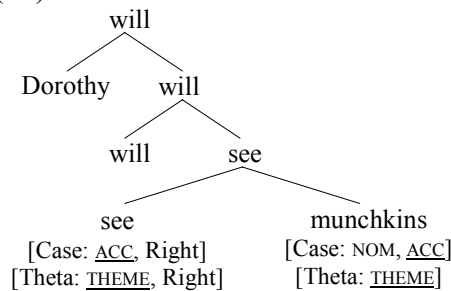 will
Dorothy will
will see
see munchkins
[Case: ACC, Right] [Case: NOM, ACC]
[Theta: THEME, Right] [Theta: THEME]